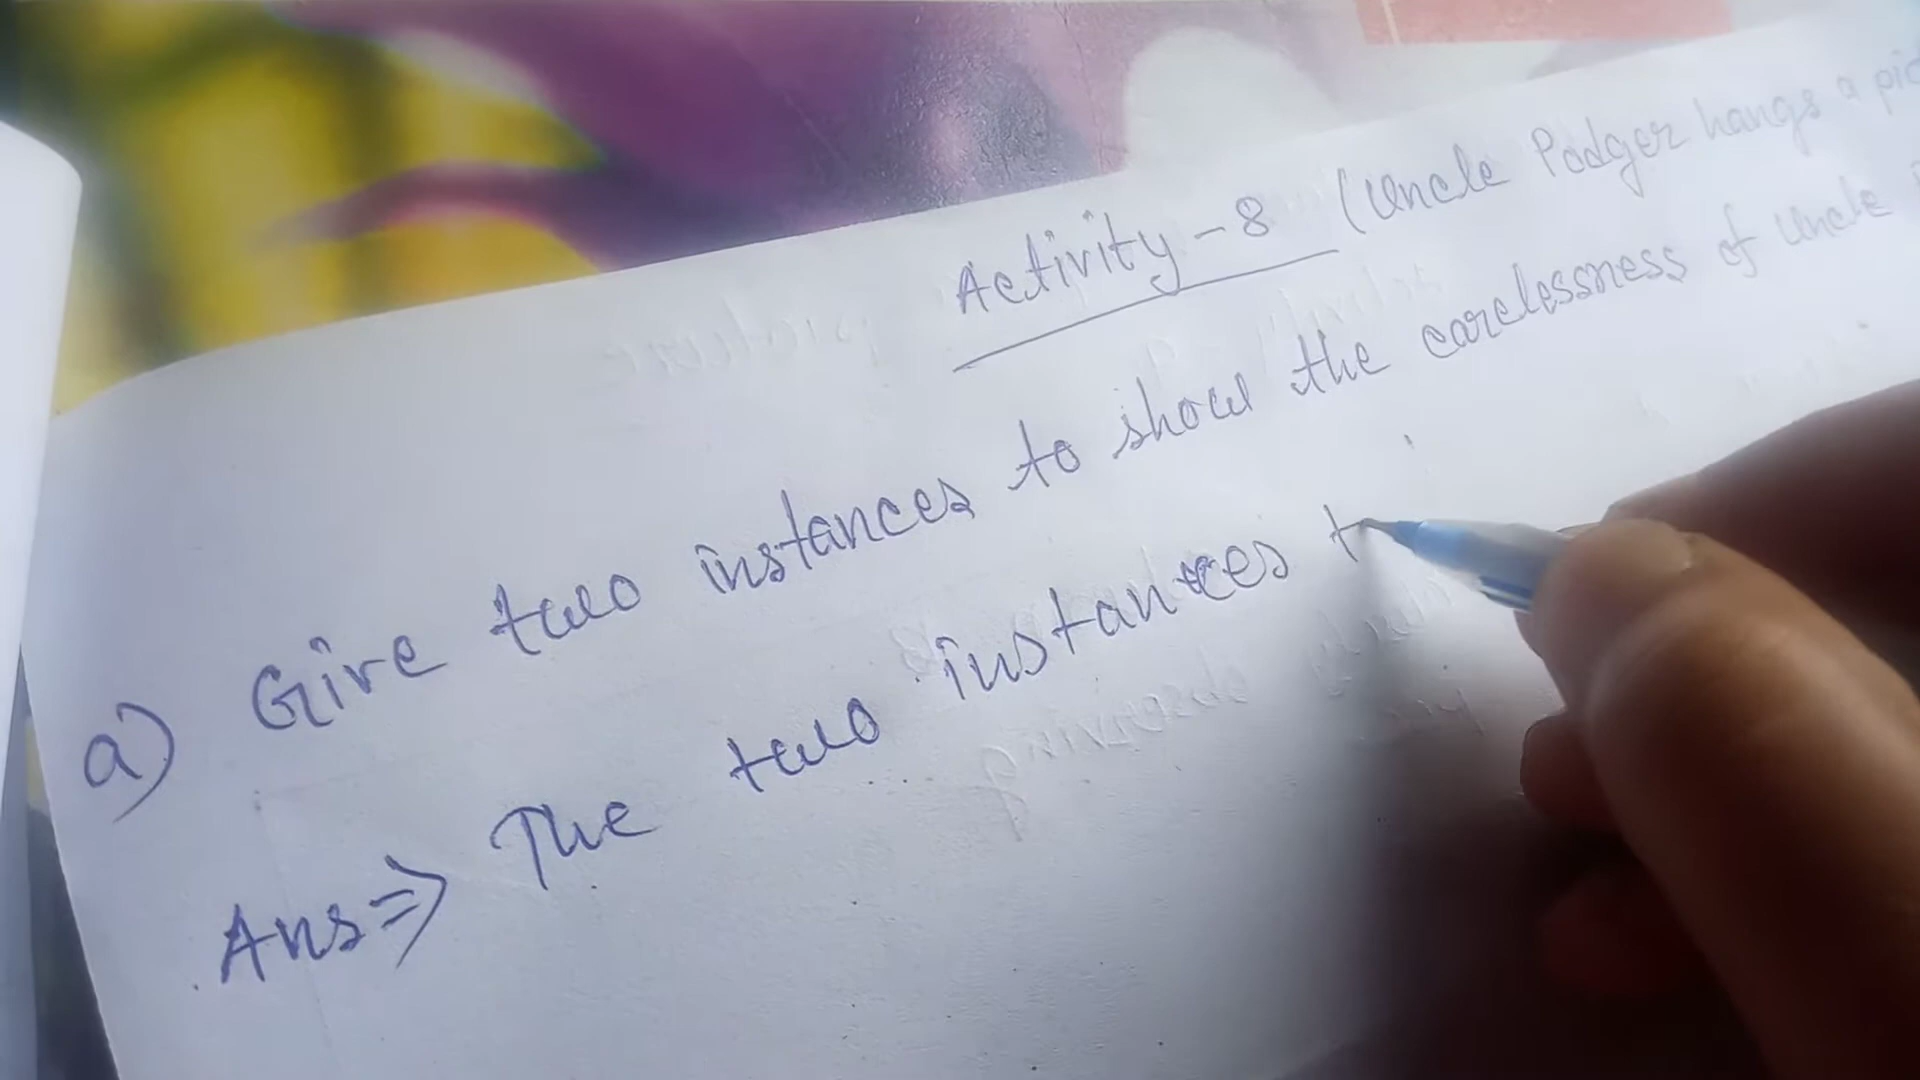 Activity - 8 (Uncle Podger hangs a pic
a) Give two instances to show the carelessness of Uncle
Ans ⇒ The two instances t